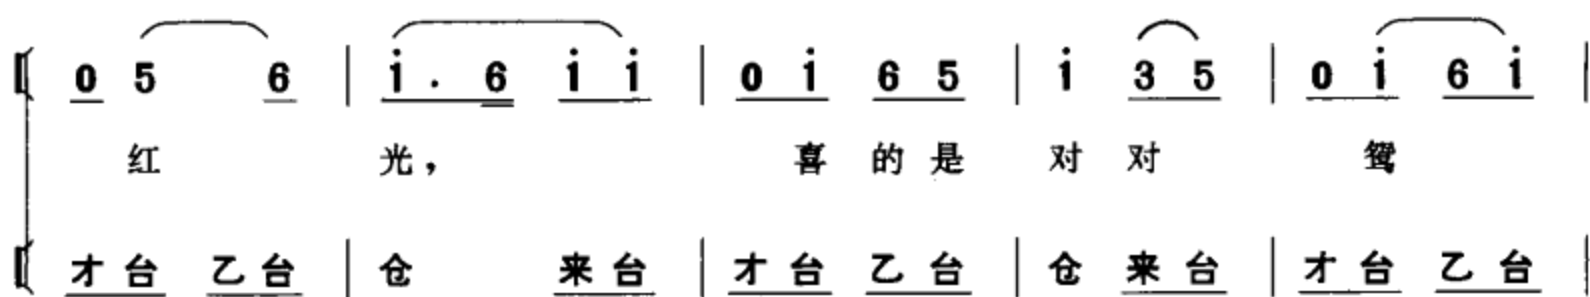 0 5 6 | i . 6 i i | 0 i 6 5 | i 3 5 | 0 i 6 i |
红 光， 喜 的 是 对 对 鸳
才 台 乙 台 | 仓 来 台 | 才 台 乙 台 | 仓 来 台 | 才 台 乙 台 |